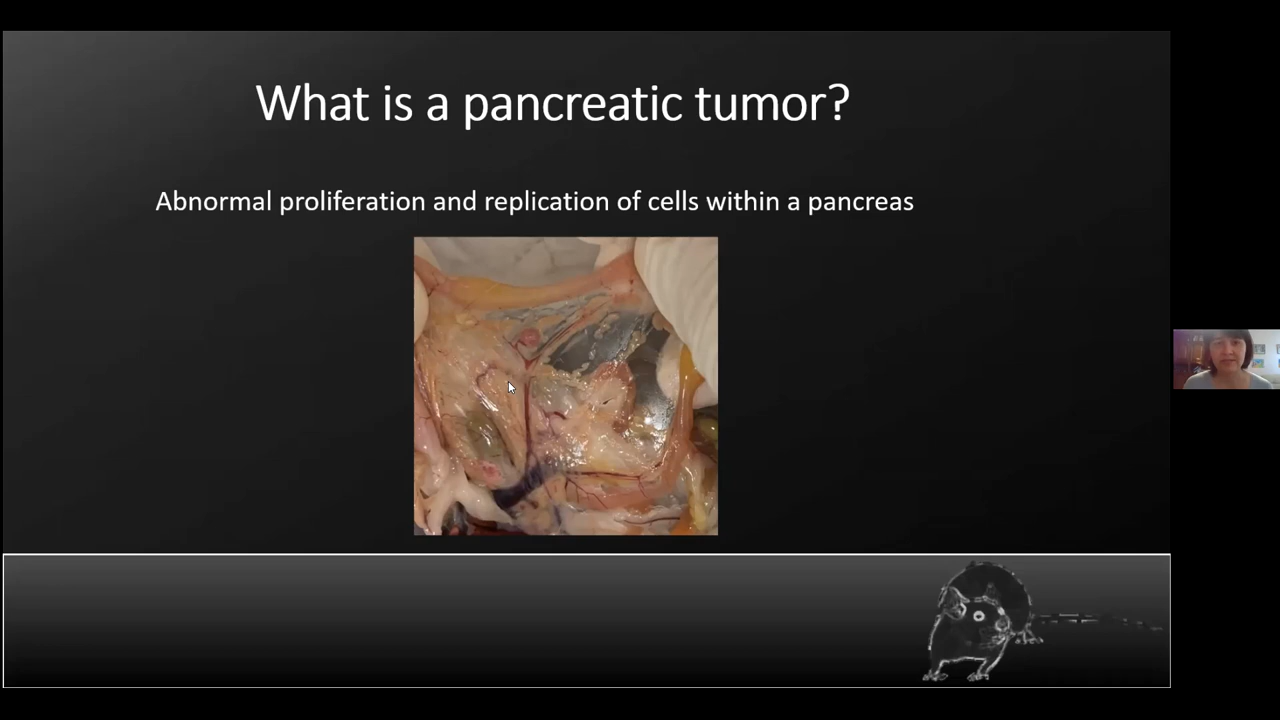 What is a pancreatic tumor?
Abnormal proliferation and replication of cells within a pancreas